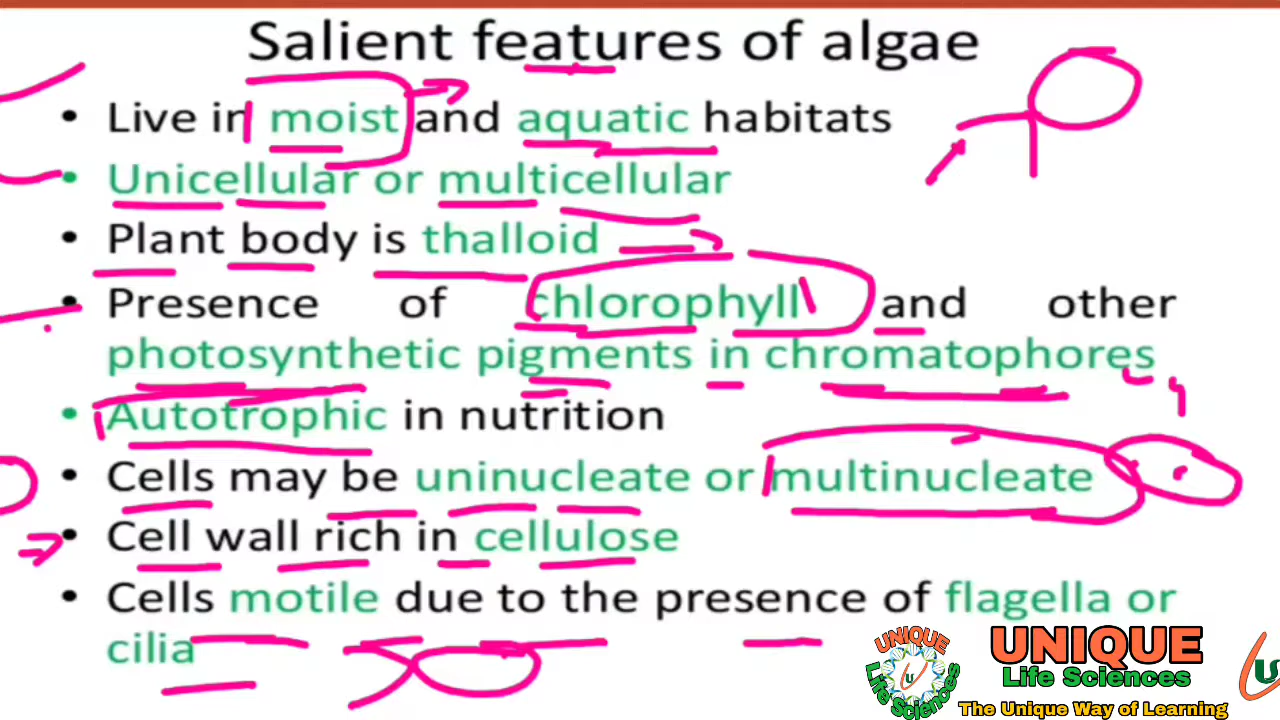 Salient features of algae
• Live in moist and aquatic habitats
• Unicellular or multicellular
• Plant body is thalloid
• Presence of chlorophyll and other
photosynthetic pigments in chromatophores
• Autotrophic in nutrition
• Cells may be uninucleate or multinucleate
• Cell wall rich in cellulose
• Cells motile due to the presence of flagella or
cilia
UNIQUE
Life Sciences
U
UNIQUE
Life Sciences
The Unique Way of Learning
U